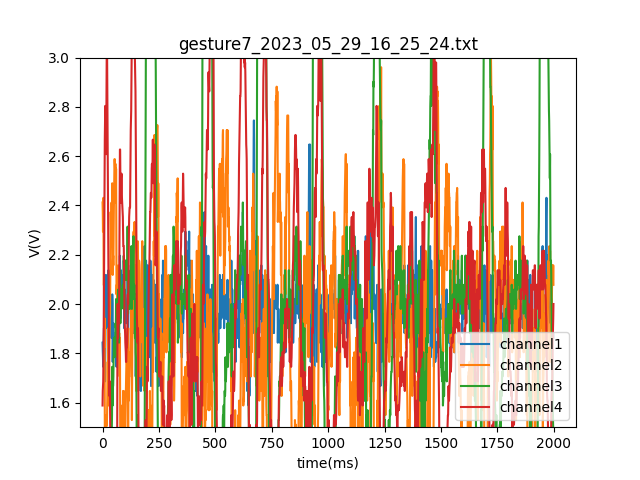 gesture7_2023_05_29_16_25_24.txt
3.0
2.8
2.6
2.4
2.2
2.0
1.8
1.6
V(V)
channel1
channel2
channel3
channel4
0 250 500 750 1000 1250 1500 1750 2000
time(ms)